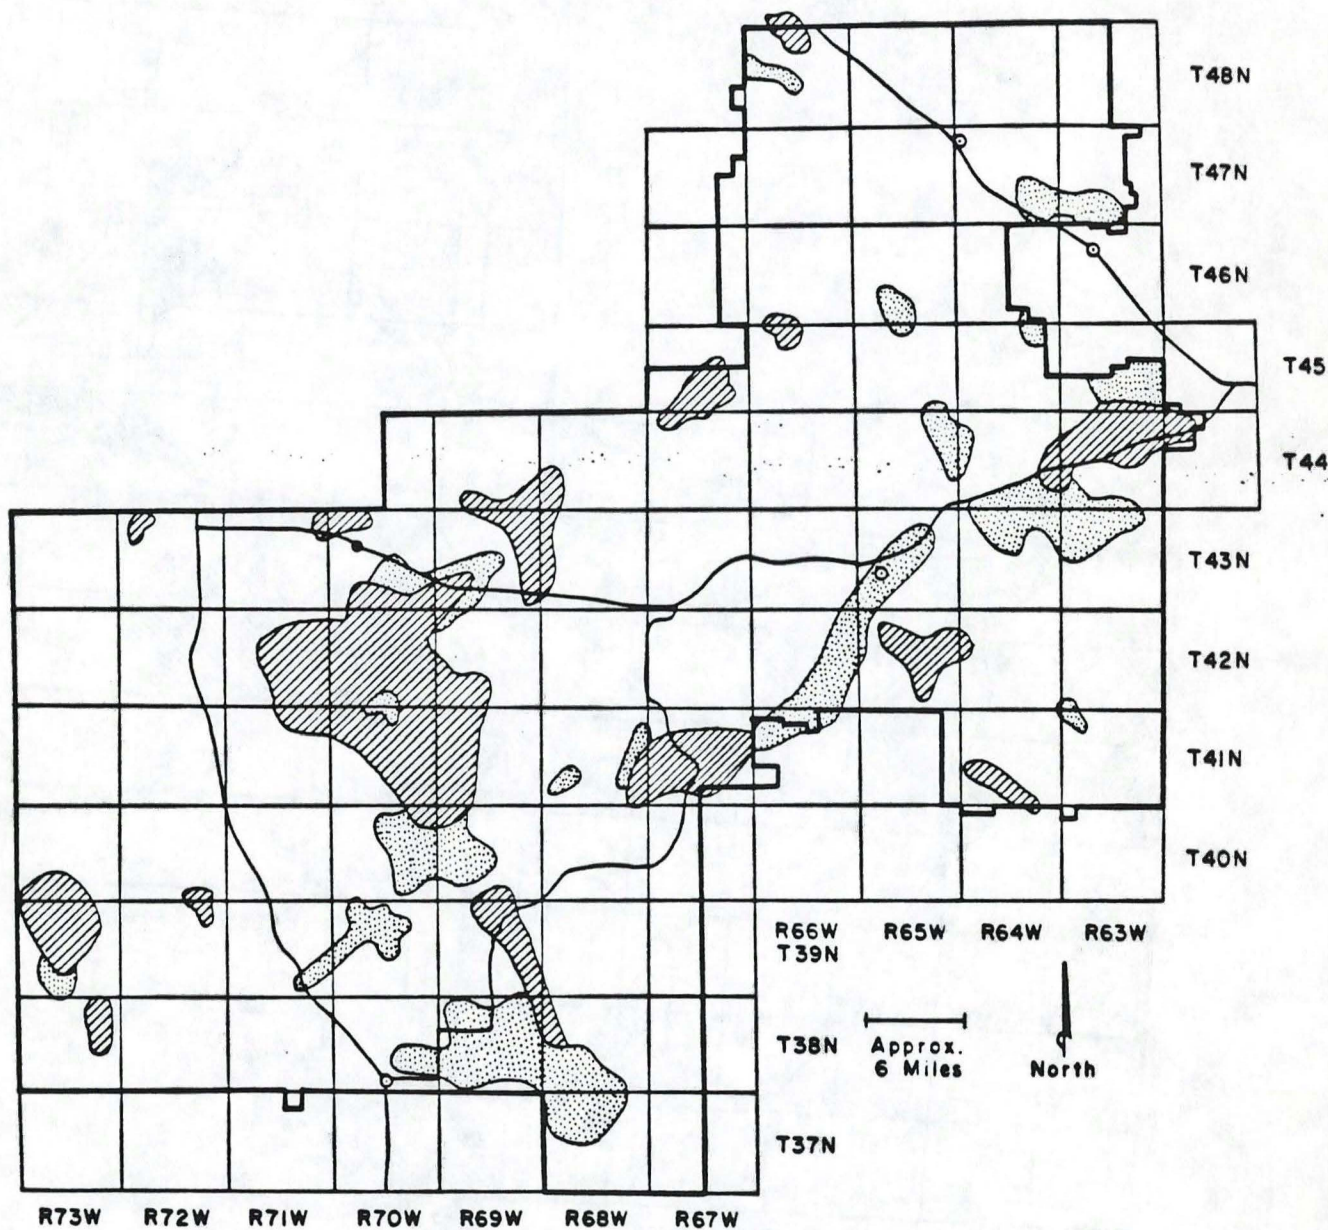 T48N
T47N
T46N
T45
T44
T43N
T42N
T41N
T40N
R66W R65W R64W R63W
T39N
T38N
Approx.
6 Miles
North
T37N
R73W R72W R71W R70W R69W R68W R67W